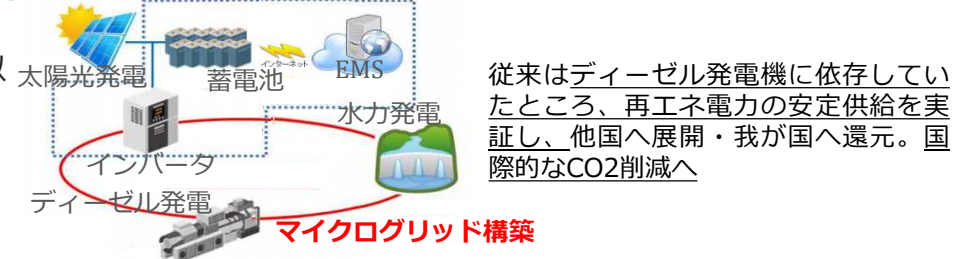 太陽光発電
蓄電池
インターネット
EMS
水力発電
インバータ
ディーゼル発電
マイクログリッド構築
従来はディーゼル発電機に依存してい
たところ、再エネ電力の安定供給を実
証し、他国へ展開・我が国へ還元。国
際的なCO2削減へ